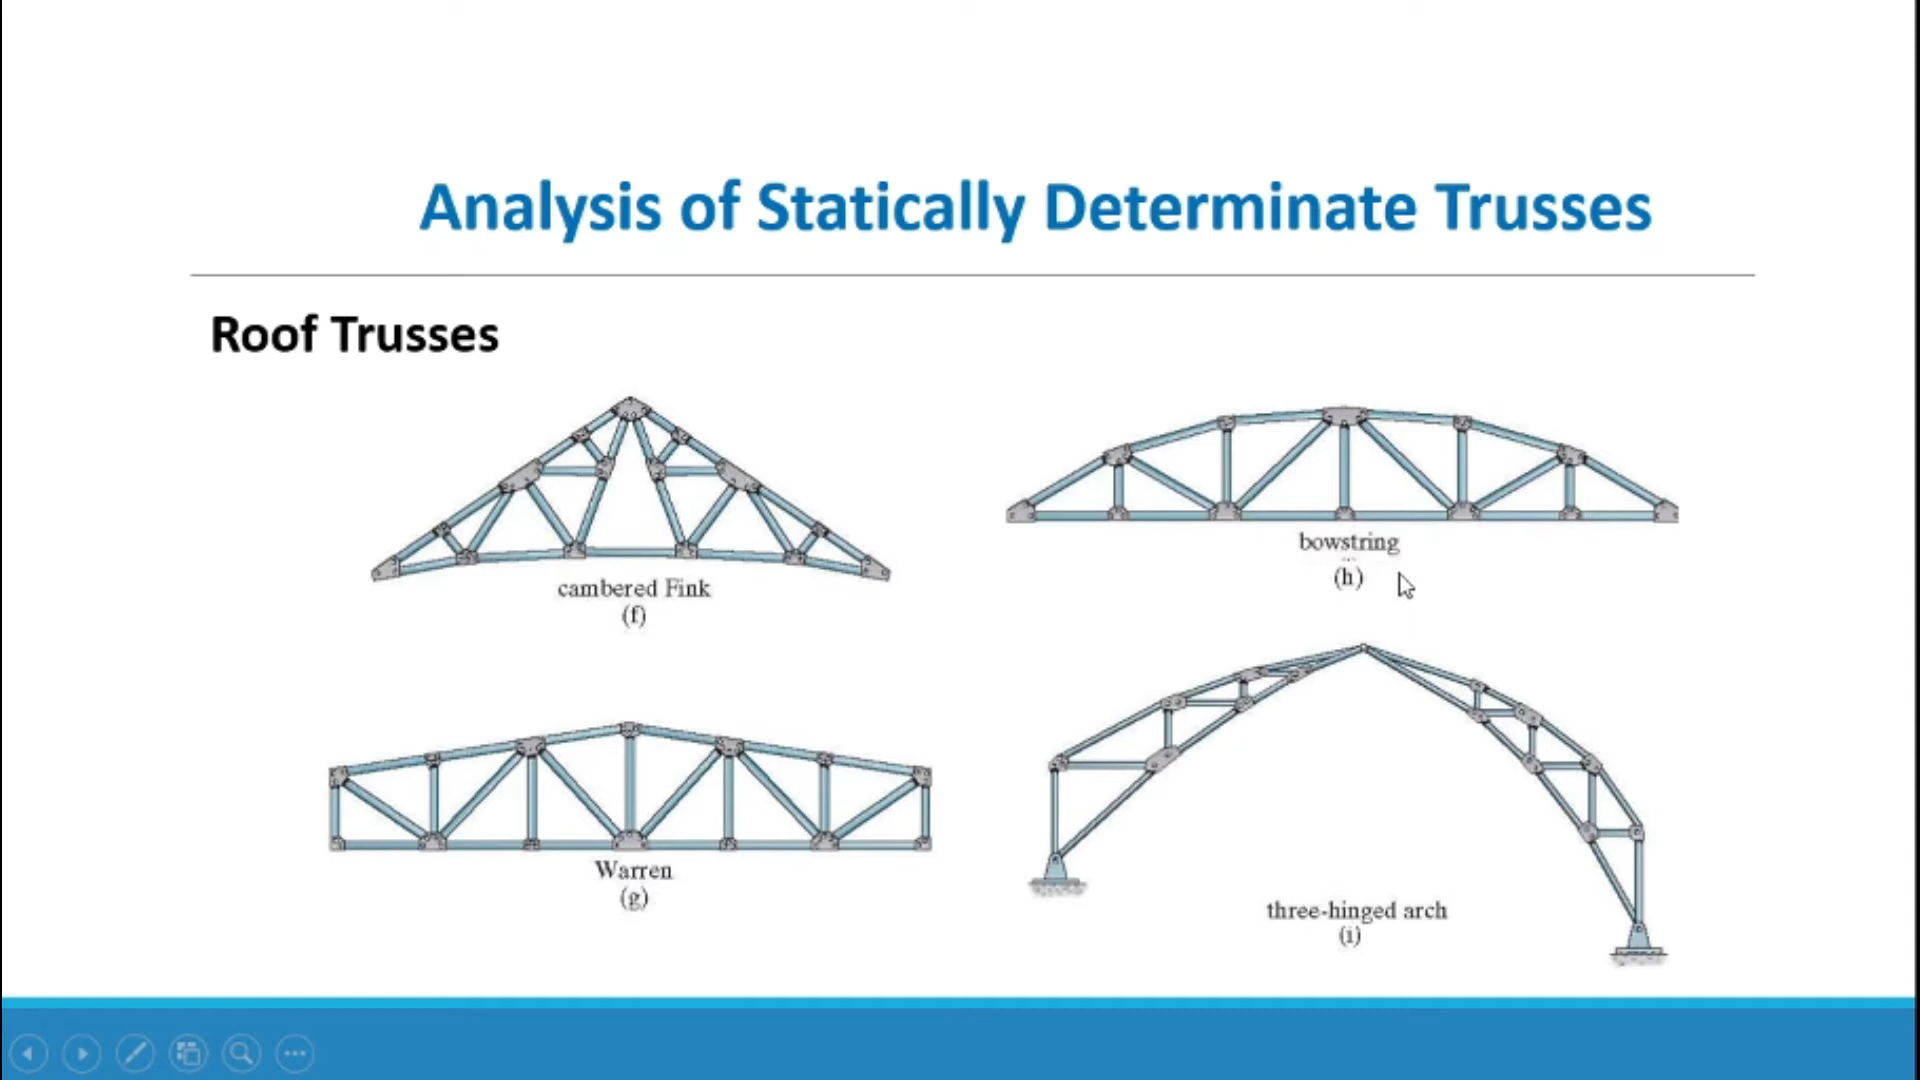 Analysis of Statically Determinate Trusses
Roof Trusses
cambered Fink
(f)
bowstring
(h)
Warren
(g)
three-hinged arch
(i)